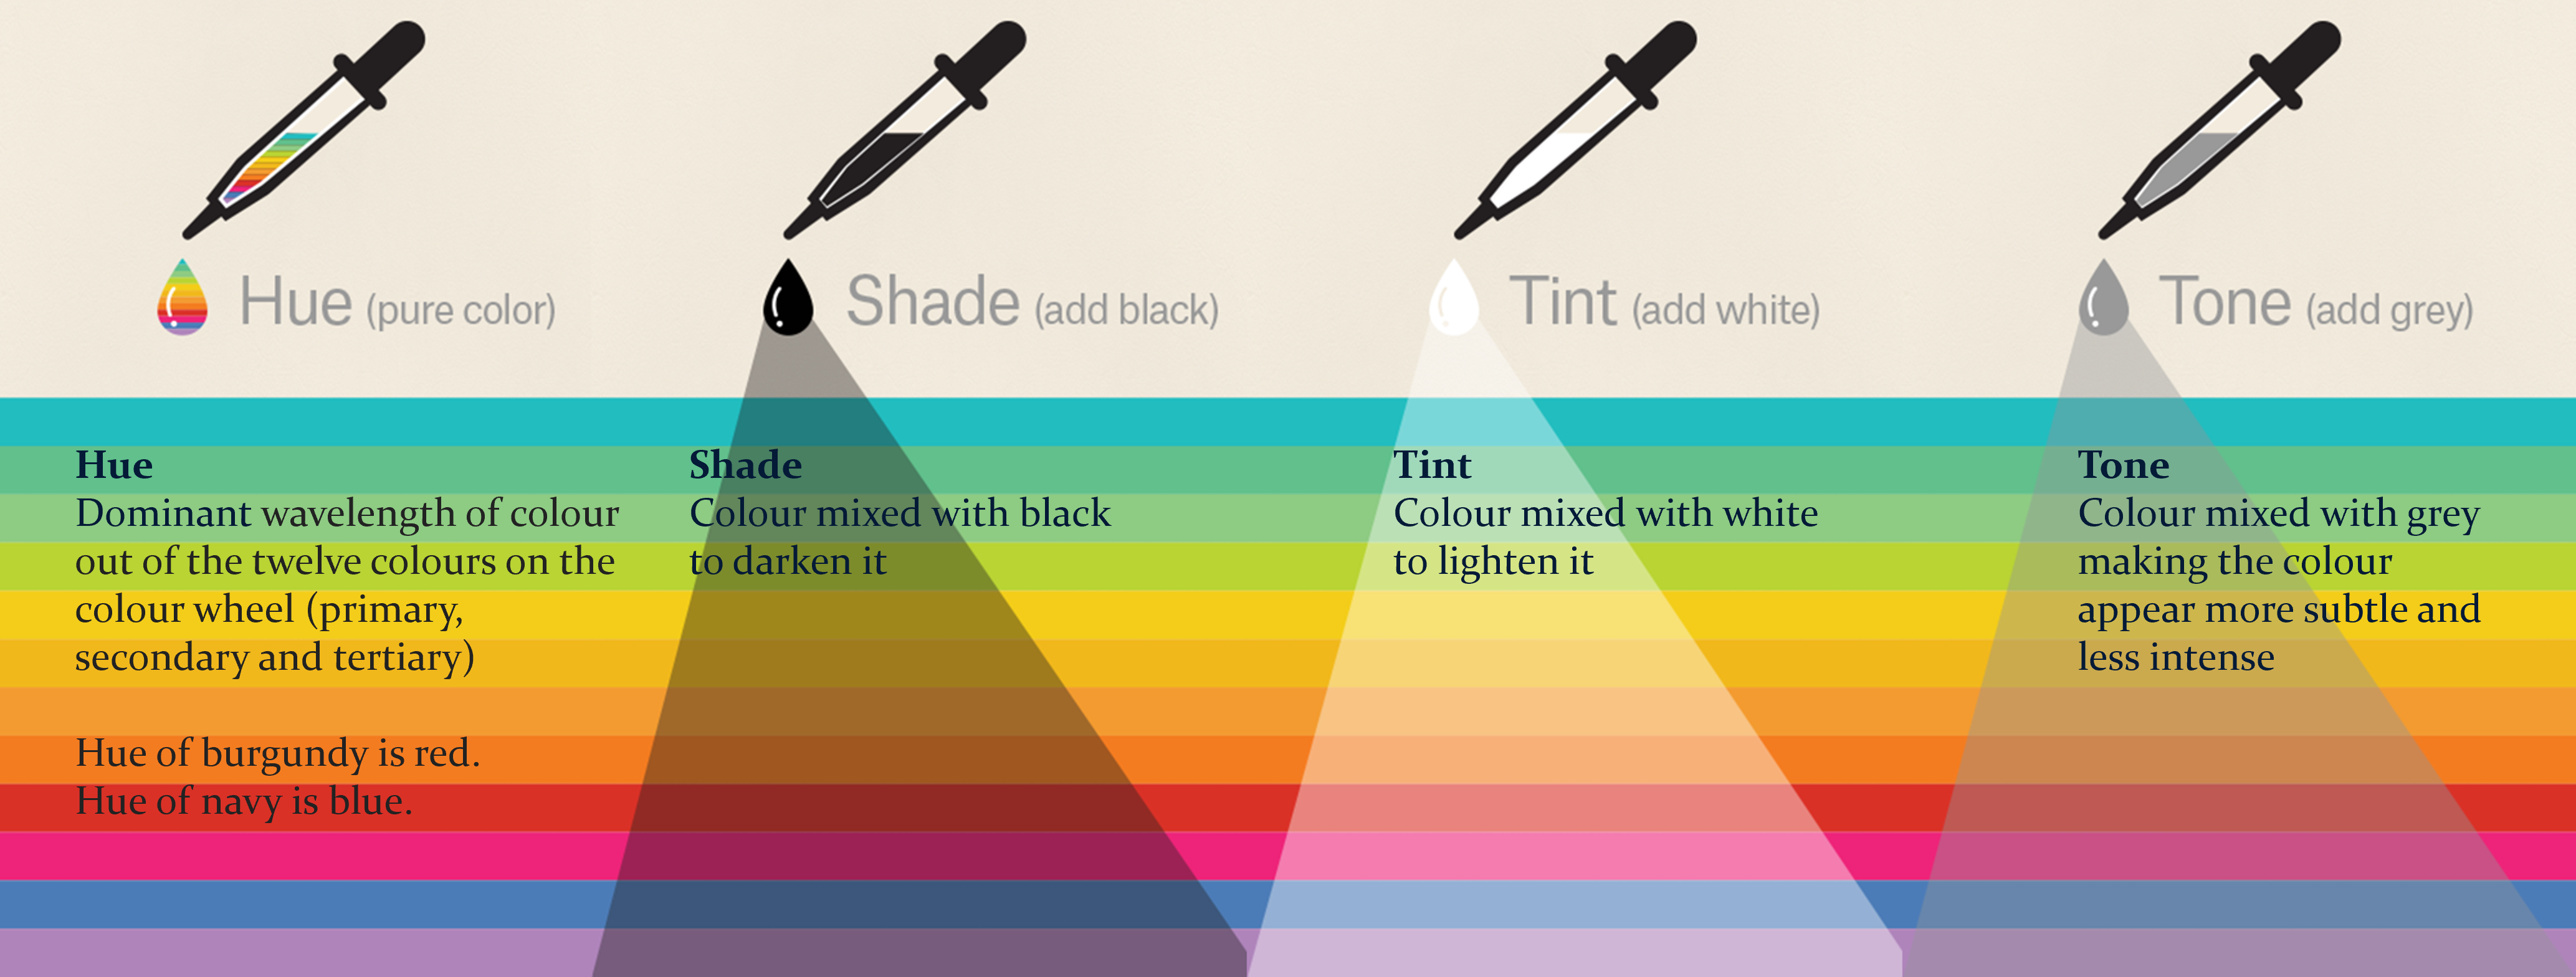 Hue (pure color)
Shade (add black)
Tint (add white)
Tone (add grey)
Hue
Dominant wavelength of colour
out of the twelve colours on the
colour wheel (primary,
secondary and tertiary)
Hue of burgundy is red.
Hue of navy is blue.
Shade
Colour mixed with black
to darken it
Tint
Colour mixed with white
to lighten it
Tone
Colour mixed with grey
making the colour
appear more subtle and
less intense